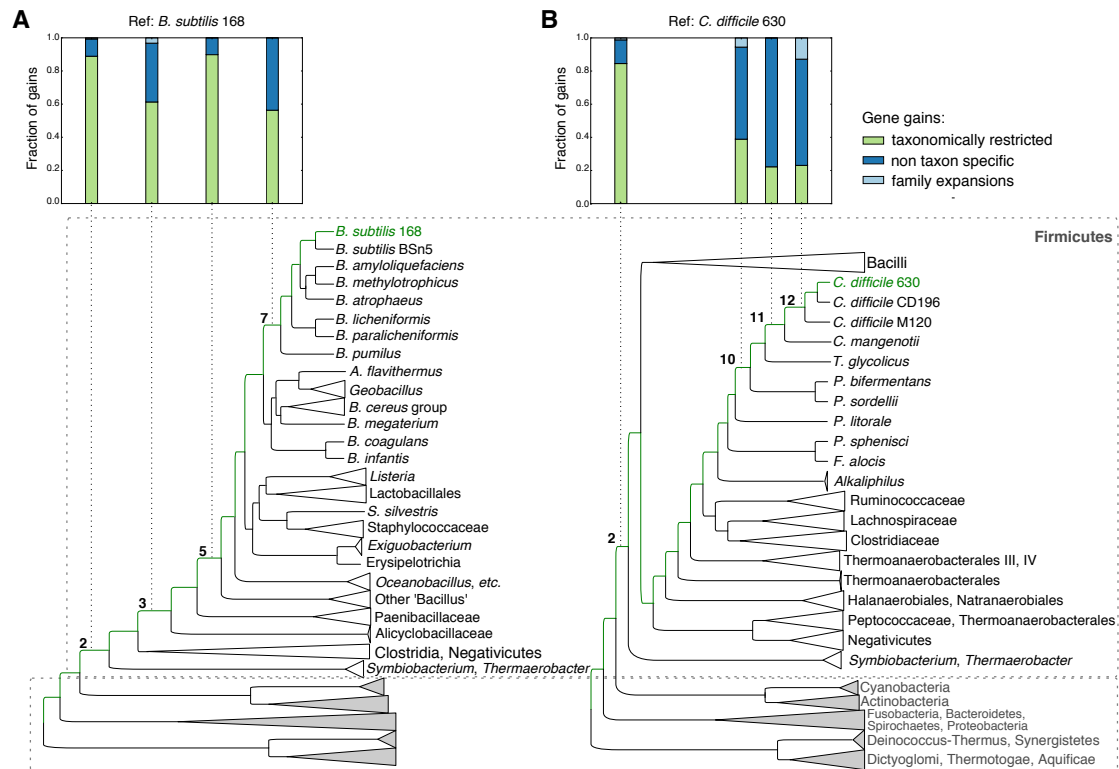 A
Ref: B. subtilis 168
Fraction of gains
1.0
0.8
0.6
0.4
0.2
0.0
B. subtilis 168
B. subtilis BSn5
B. amyloliquefaciens
B. methylotrophicus
B. atrophaeus
B. licheniformis
B. paralicheniformis
B. pumilus
A. flavithermus
Geobacillus
B. cereus group
B. megaterium
B. coagulans
B. infantis
Listeria
Lactobacillales
S. silvestris
Staphylococcaceae
Exiguobacterium
Erysipelotrichia
Oceanobacillus, etc.
Other 'Bacillus'
Paenibacillaceae
Alicyclobacillaceae
Clostridia, Negativicutes
Symbiobacterium, Thermaerobacter
7
5
3
2
B
Ref: C. difficile 630
Fraction of gains
1.0
0.8
0.6
0.4
0.2
0.0
Gene gains:
taxonomically restricted
non taxon specific
family expansions
-
Firmicutes
Bacilli
C. difficile 630
C. difficile CD196
C. difficile M120
C. mangenotii
T. glycolicus
P. bifermentans
P. sordellii
P. litorale
P. sphenisci
F. alocis
Alkaliphilus
Ruminococcaceae
Lachnospiraceae
Clostridiaceae
Thermoanaerobacterales III, IV
Thermoanaerobacterales
Halanaerobiales, Natranaerobiales
Peptococcaceae, Thermoanaerobacterales
Negativicutes
Symbiobacterium, Thermaerobacter
12
11
10
2
Cyanobacteria
Actinobacteria
Fusobacteria, Bacteroidetes,
Spirochaetes, Proteobacteria
Deinococcus-Thermus, Synergistetes
Dictyoglomi, Thermotogae, Aquificae